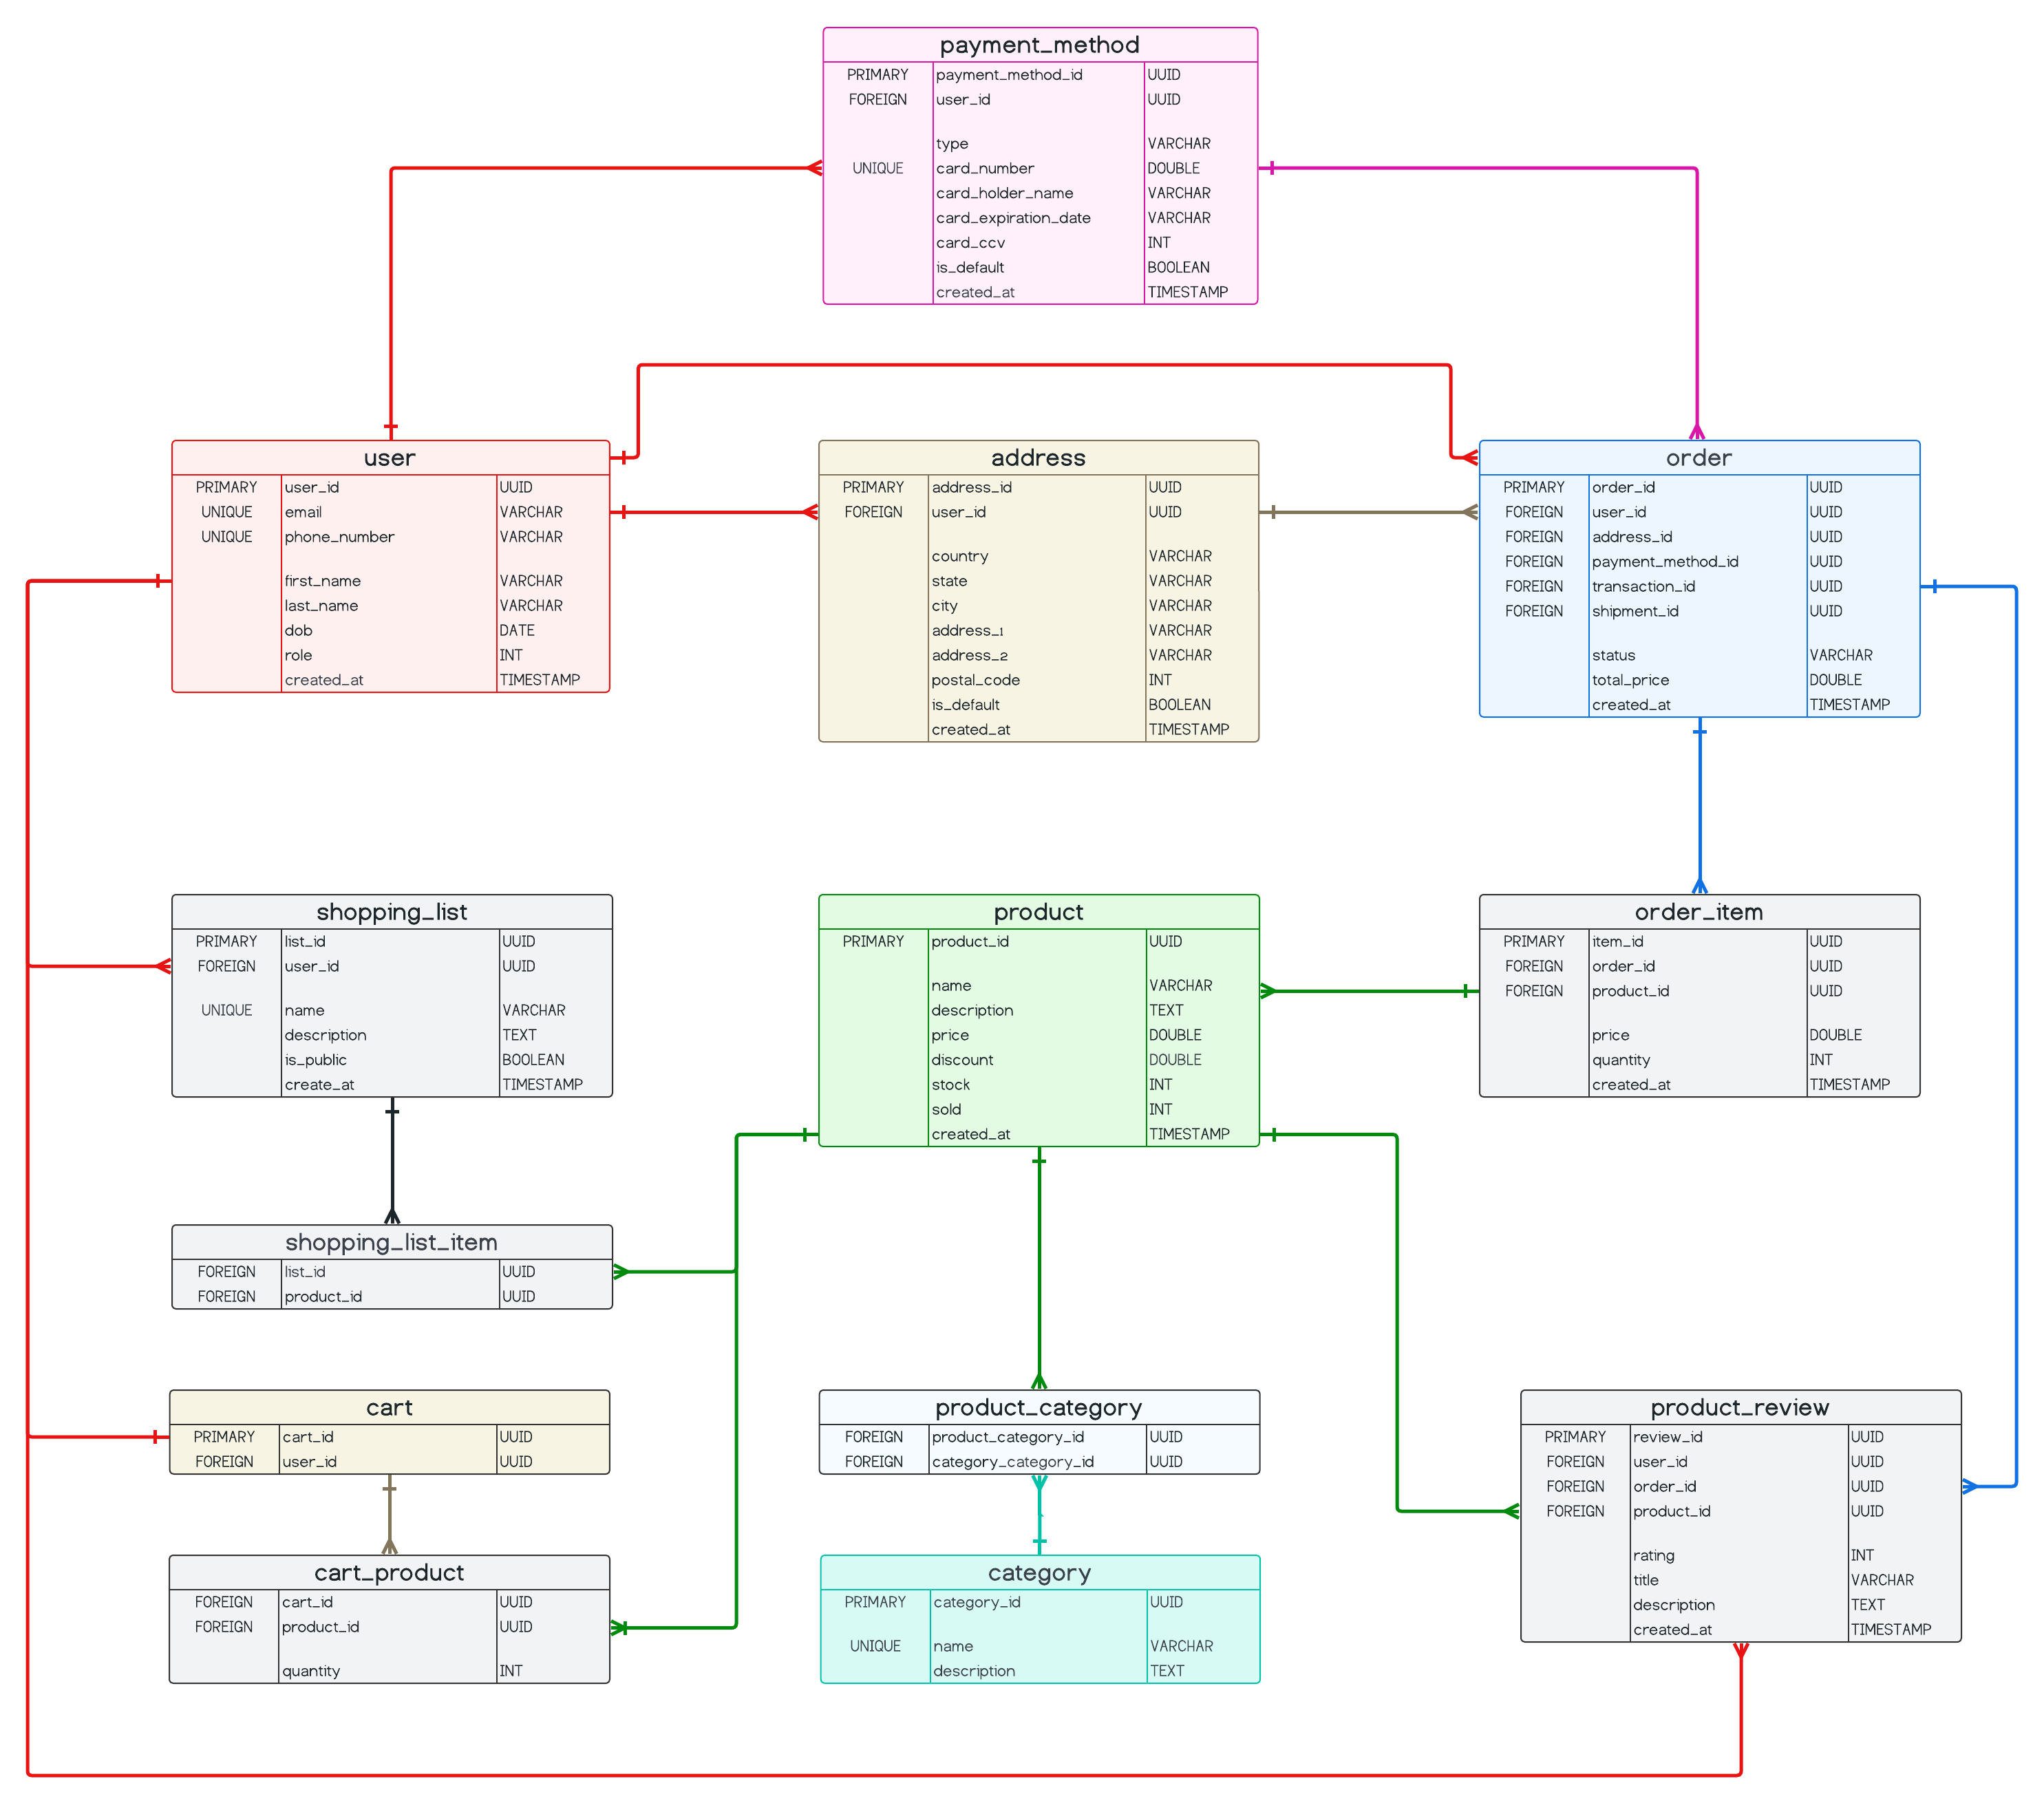 payment_method
PRIMARY payment_method_id UUID
FOREIGN user_id UUID
type VARCHAR
UNIQUE card_number DOUBLE
card_holder_name VARCHAR
card_expiration_date VARCHAR
card_ccv INT
is_default BOOLEAN
created_at TIMESTAMP
user
PRIMARY user_id UUID
UNIQUE email VARCHAR
UNIQUE phone_number VARCHAR
first_name VARCHAR
last_name VARCHAR
dob DATE
role INT
created_at TIMESTAMP
address
PRIMARY address_id UUID
FOREIGN user_id UUID
country VARCHAR
state VARCHAR
city VARCHAR
address_1 VARCHAR
address_2 VARCHAR
postal_code INT
is_default BOOLEAN
created_at TIMESTAMP
order
PRIMARY order_id UUID
FOREIGN user_id UUID
FOREIGN address_id UUID
FOREIGN payment_method_id UUID
FOREIGN transaction_id UUID
FOREIGN shipment_id UUID
status VARCHAR
total_price DOUBLE
created_at TIMESTAMP
shopping_list
PRIMARY list_id UUID
FOREIGN user_id UUID
UNIQUE name VARCHAR
description TEXT
is_public BOOLEAN
create_at TIMESTAMP
product
PRIMARY product_id UUID
name VARCHAR
description TEXT
price DOUBLE
discount DOUBLE
stock INT
sold INT
created_at TIMESTAMP
order_item
PRIMARY item_id UUID
FOREIGN order_id UUID
FOREIGN product_id UUID
price DOUBLE
quantity INT
created_at TIMESTAMP
shopping_list_item
FOREIGN list_id UUID
FOREIGN product_id UUID
cart
PRIMARY cart_id UUID
FOREIGN user_id UUID
product_category
FOREIGN product_category_id UUID
FOREIGN category_category_id UUID
product_review
PRIMARY review_id UUID
FOREIGN user_id UUID
FOREIGN order_id UUID
FOREIGN product_id UUID
rating INT
title VARCHAR
description TEXT
created_at TIMESTAMP
cart_product
FOREIGN cart_id UUID
FOREIGN product_id UUID
quantity INT
category
PRIMARY category_id UUID
UNIQUE name VARCHAR
description TEXT